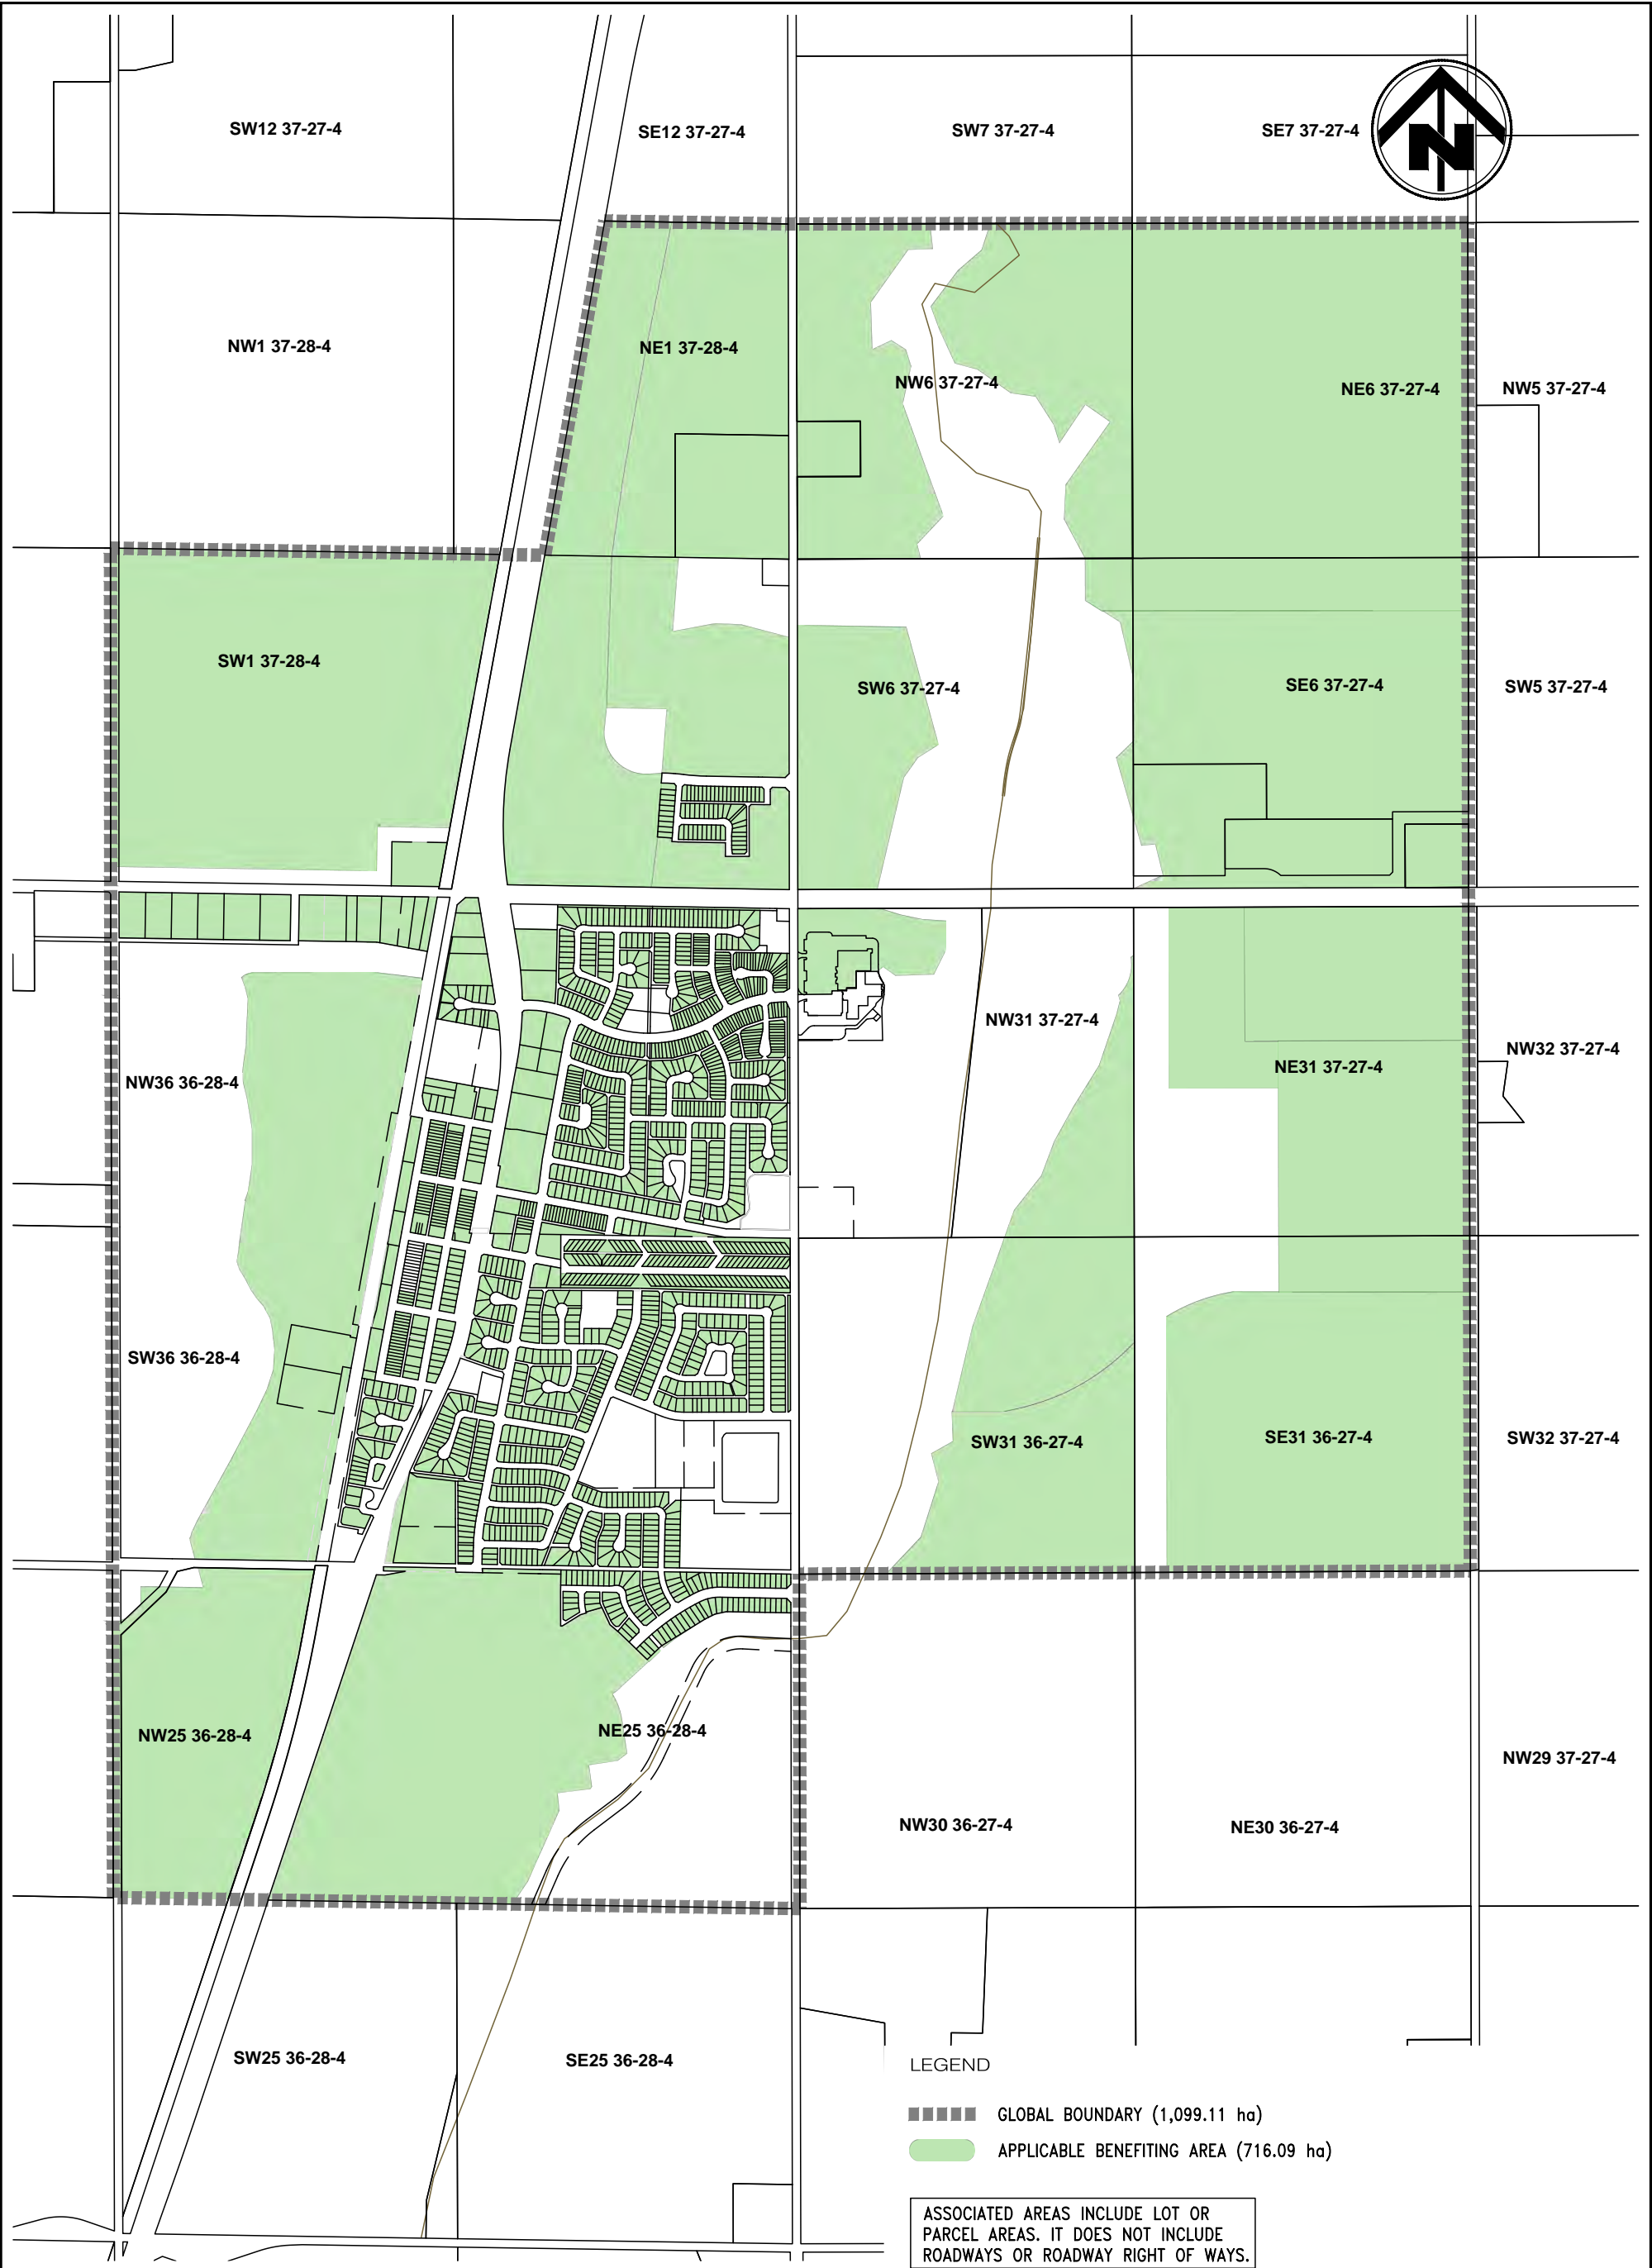 SW12 37-27-4
SE12 37-27-4
SW7 37-27-4
SE7 37-27-4
N
NW1 37-28-4
NE1 37-28-4
NW6 37-27-4
NE6 37-27-4
NW5 37-27-4
SW1 37-28-4
SW6 37-27-4
SE6 37-27-4
SW5 37-27-4
NW36 36-28-4
NW31 37-27-4
NE31 37-27-4
NW32 37-27-4
SW36 36-28-4
SW31 36-27-4
SE31 36-27-4
SW32 37-27-4
NW25 36-28-4
NE25 36-28-4
NW30 36-27-4
NE30 36-27-4
NW29 37-27-4
SW25 36-28-4
SE25 36-28-4
LEGEND
GLOBAL BOUNDARY (1,099.11 ha)
APPLICABLE BENEFITING AREA (716.09 ha)
ASSOCIATED AREAS INCLUDE LOT OR
PARCEL AREAS. IT DOES NOT INCLUDE
ROADWAYS OR ROADWAY RIGHT OF WAYS.